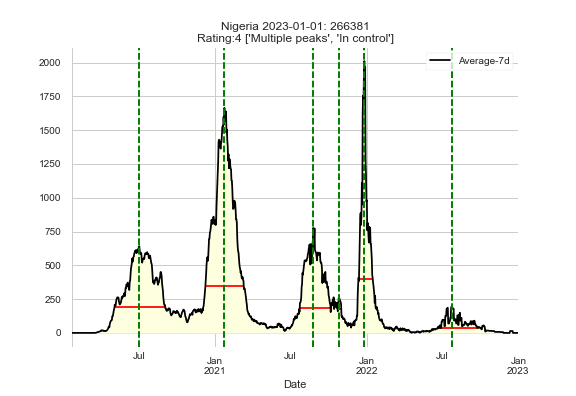 Nigeria 2023-01-01: 266381
Rating:4 ['Multiple peaks', 'In control']
Average-7d
2000
1750
1500
1250
1000
750
500
250
0
Jul
Jan
2021
Jul
Jan
2022
Jul
Jan
2023
Date